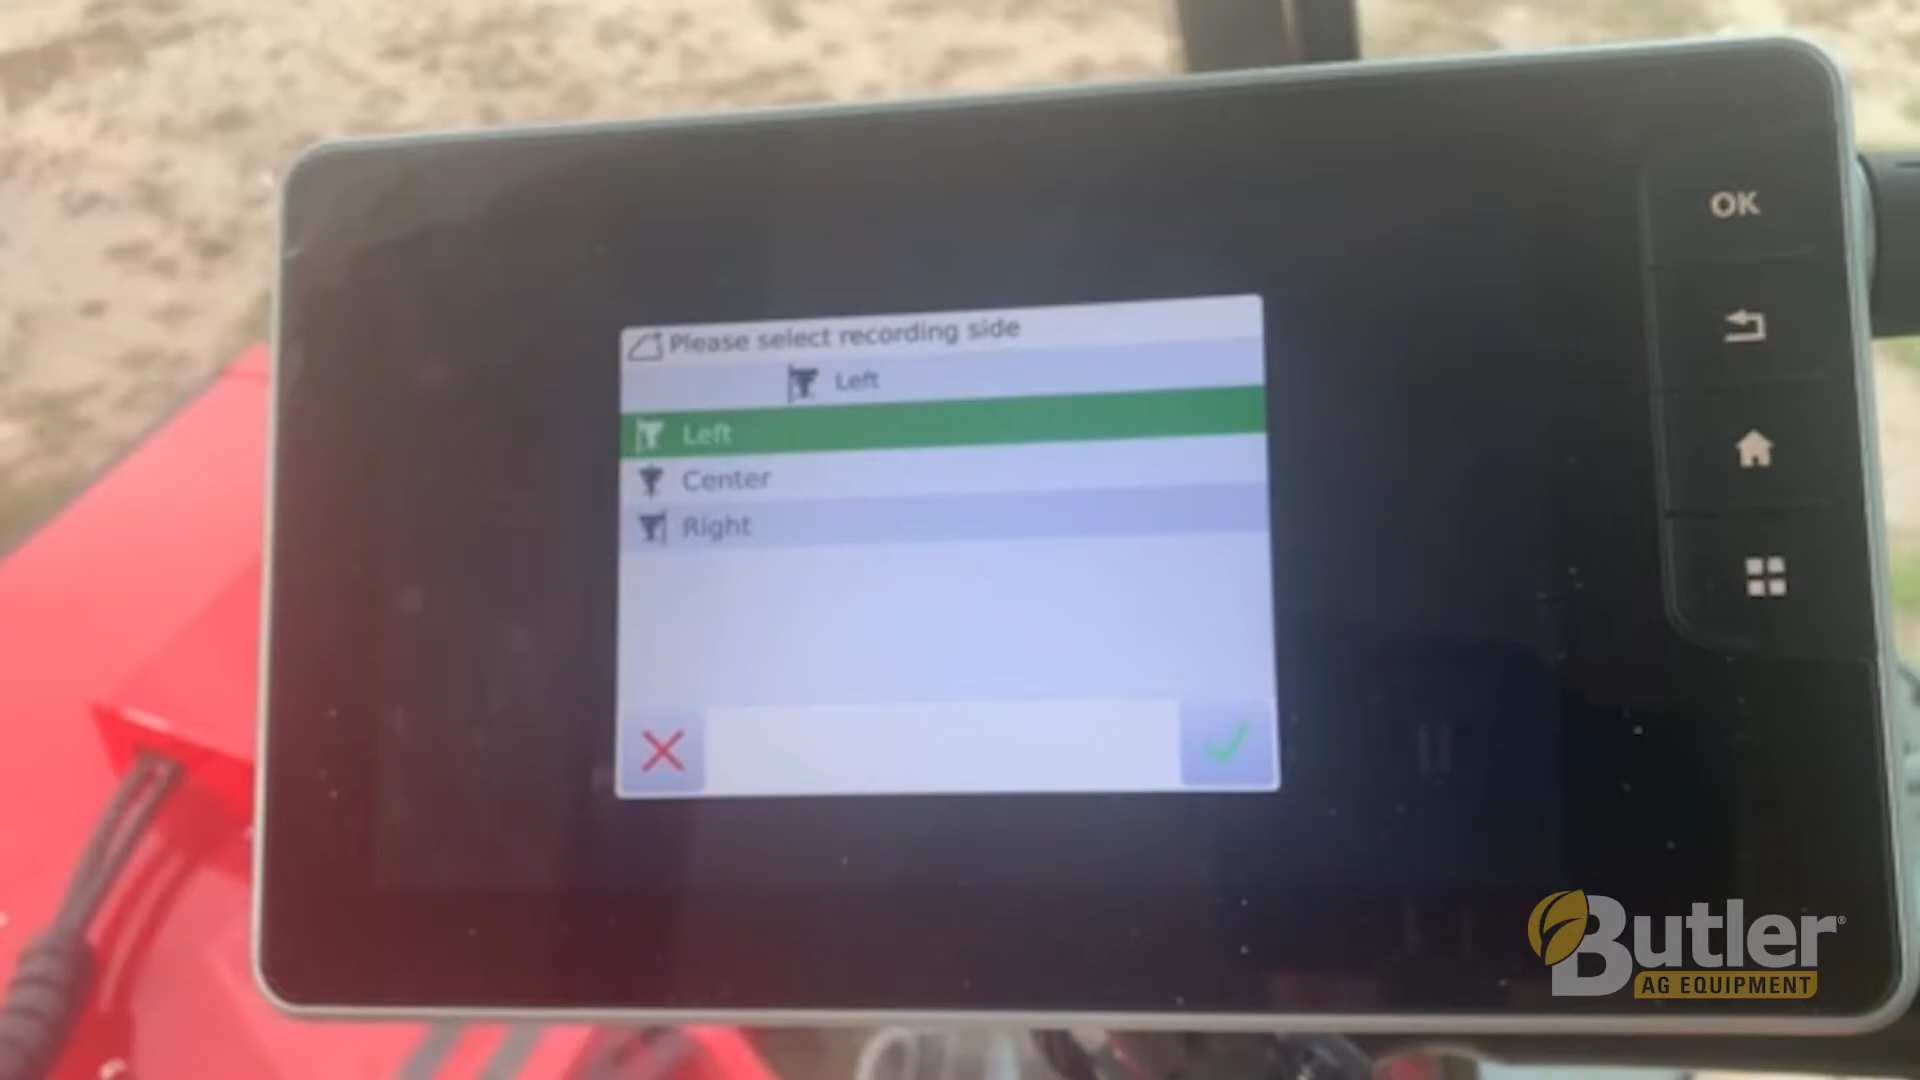 OK
Please select recording side
Left
Left
Center
Right
Butler®
AG EQUIPMENT